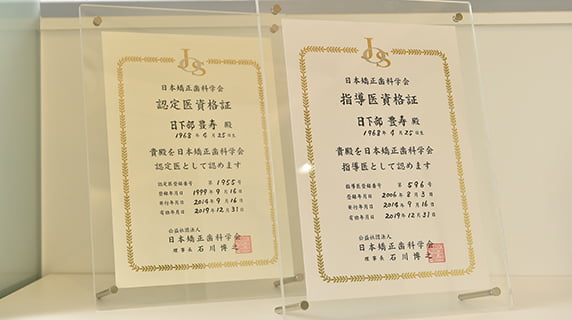 JOS
日本矯正歯科学会
認定医資格証
日下部 豊寿 殿
1968年 4月25日生
貴殿を日本矯正歯科学会
認定医として認めます
認定医登録番号 第 1955号
登録年月日 1999年 9月16日
発行年月日 2014年 9月16日
有効年月日 2019年12月31日
公益社団法人
日本矯正歯科学会
理事長 石川博之
JOS
日本矯正歯科学会
指導医資格証
日下部 豊寿 殿
1968年 4月25日生
貴殿を日本矯正歯科学会
指導医として認めます
指導医登録番号 第 596号
登録年月日 2006年 8月 3日
発行年月日 2014年 9月16日
有効年月日 2019年12月31日
公益社団法人
日本矯正歯科学会
理事長 石川博之